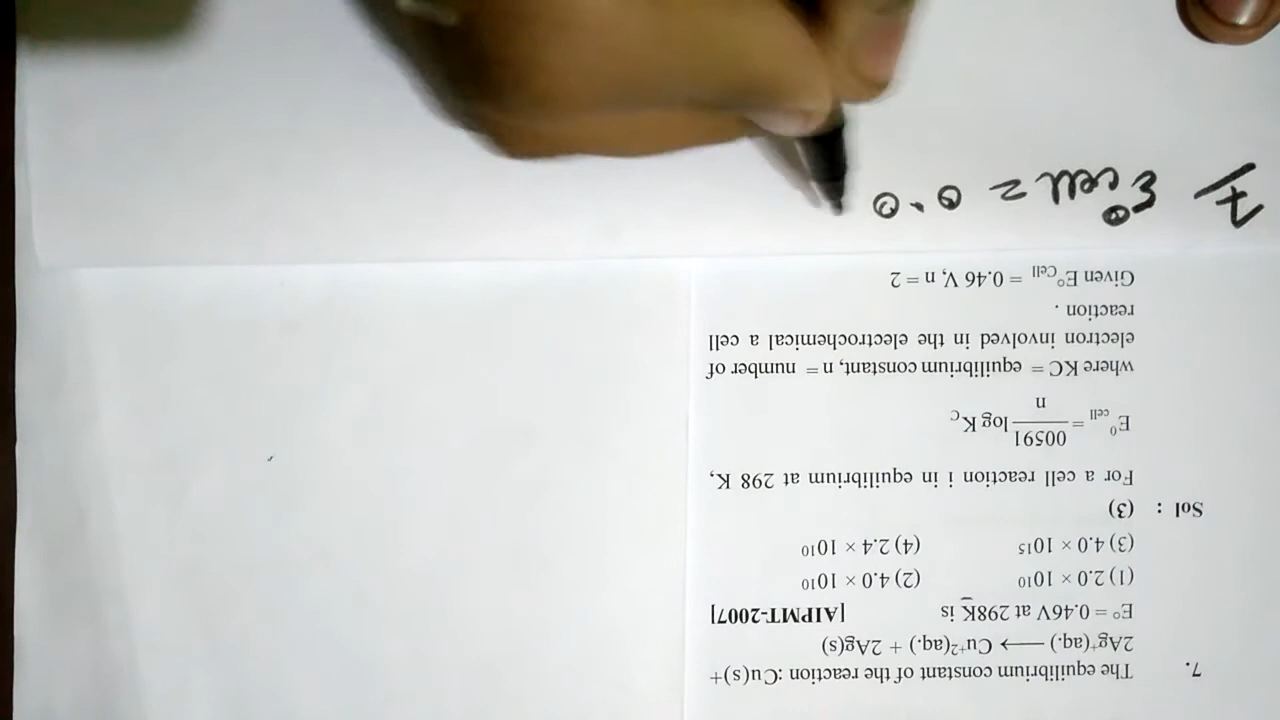 7. The equilibrium constant of the reaction :Cu(s)+
2Ag⁺(aq.) ⟶ Cu⁺²(aq.) + 2Ag(s)
E° = 0.46V at 298K is [AIPMT-2007]
(1) 2.0 × 10¹⁰ (2) 4.0 × 10¹⁰
(3) 4.0 × 10¹⁵ (4) 2.4 × 10¹⁰
Sol : (3)
For a cell reaction i in equilibrium at 298 K,
E⁰cell = 00591/n log KC
where KC = equilibrium constant, n = number of
electron involved in the electrochemical a cell
reaction .
Given E°Cell = 0.46 V, n = 2
7 E°cell = 0.0